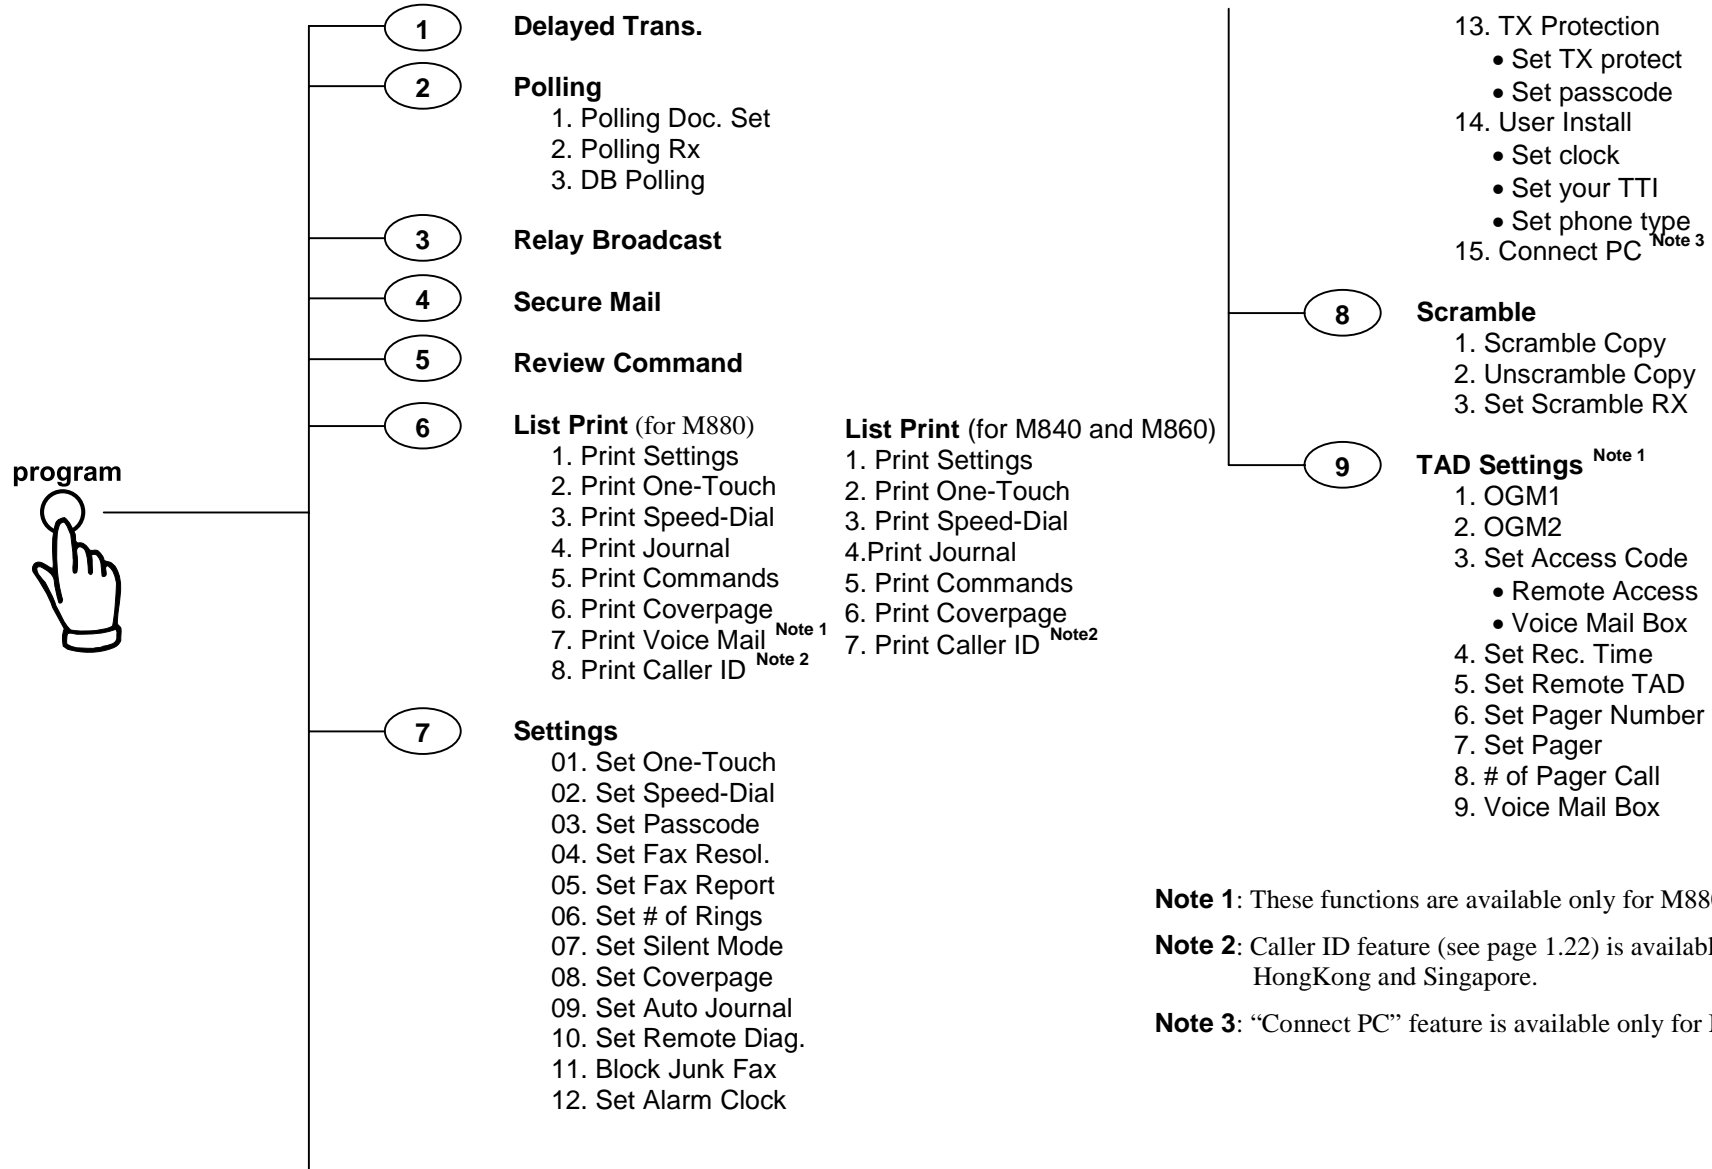 program
1 Delayed Trans.
2 Polling
1. Polling Doc. Set
2. Polling Rx
3. DB Polling
3 Relay Broadcast
4 Secure Mail
5 Review Command
6 List Print (for M880)
1. Print Settings
2. Print One-Touch
3. Print Speed-Dial
4. Print Journal
5. Print Commands
6. Print Coverpage
7. Print Voice Mail Note 1
8. Print Caller ID Note 2
List Print (for M840 and M860)
1. Print Settings
2. Print One-Touch
3. Print Speed-Dial
4.Print Journal
5. Print Commands
6. Print Coverpage
7. Print Caller ID Note2
7 Settings
01. Set One-Touch
02. Set Speed-Dial
03. Set Passcode
04. Set Fax Resol.
05. Set Fax Report
06. Set # of Rings
07. Set Silent Mode
08. Set Coverpage
09. Set Auto Journal
10. Set Remote Diag.
11. Block Junk Fax
12. Set Alarm Clock
13. TX Protection
• Set TX protect
• Set passcode
14. User Install
• Set clock
• Set your TTI
• Set phone type
15. Connect PC Note 3
8 Scramble
1. Scramble Copy
2. Unscramble Copy
3. Set Scramble RX
9 TAD Settings Note 1
1. OGM1
2. OGM2
3. Set Access Code
• Remote Access
• Voice Mail Box
4. Set Rec. Time
5. Set Remote TAD
6. Set Pager Number
7. Set Pager
8. # of Pager Call
9. Voice Mail Box
Note 1: These functions are available only for M88
Note 2: Caller ID feature (see page 1.22) is availab
HongKong and Singapore.
Note 3: “Connect PC” feature is available only for